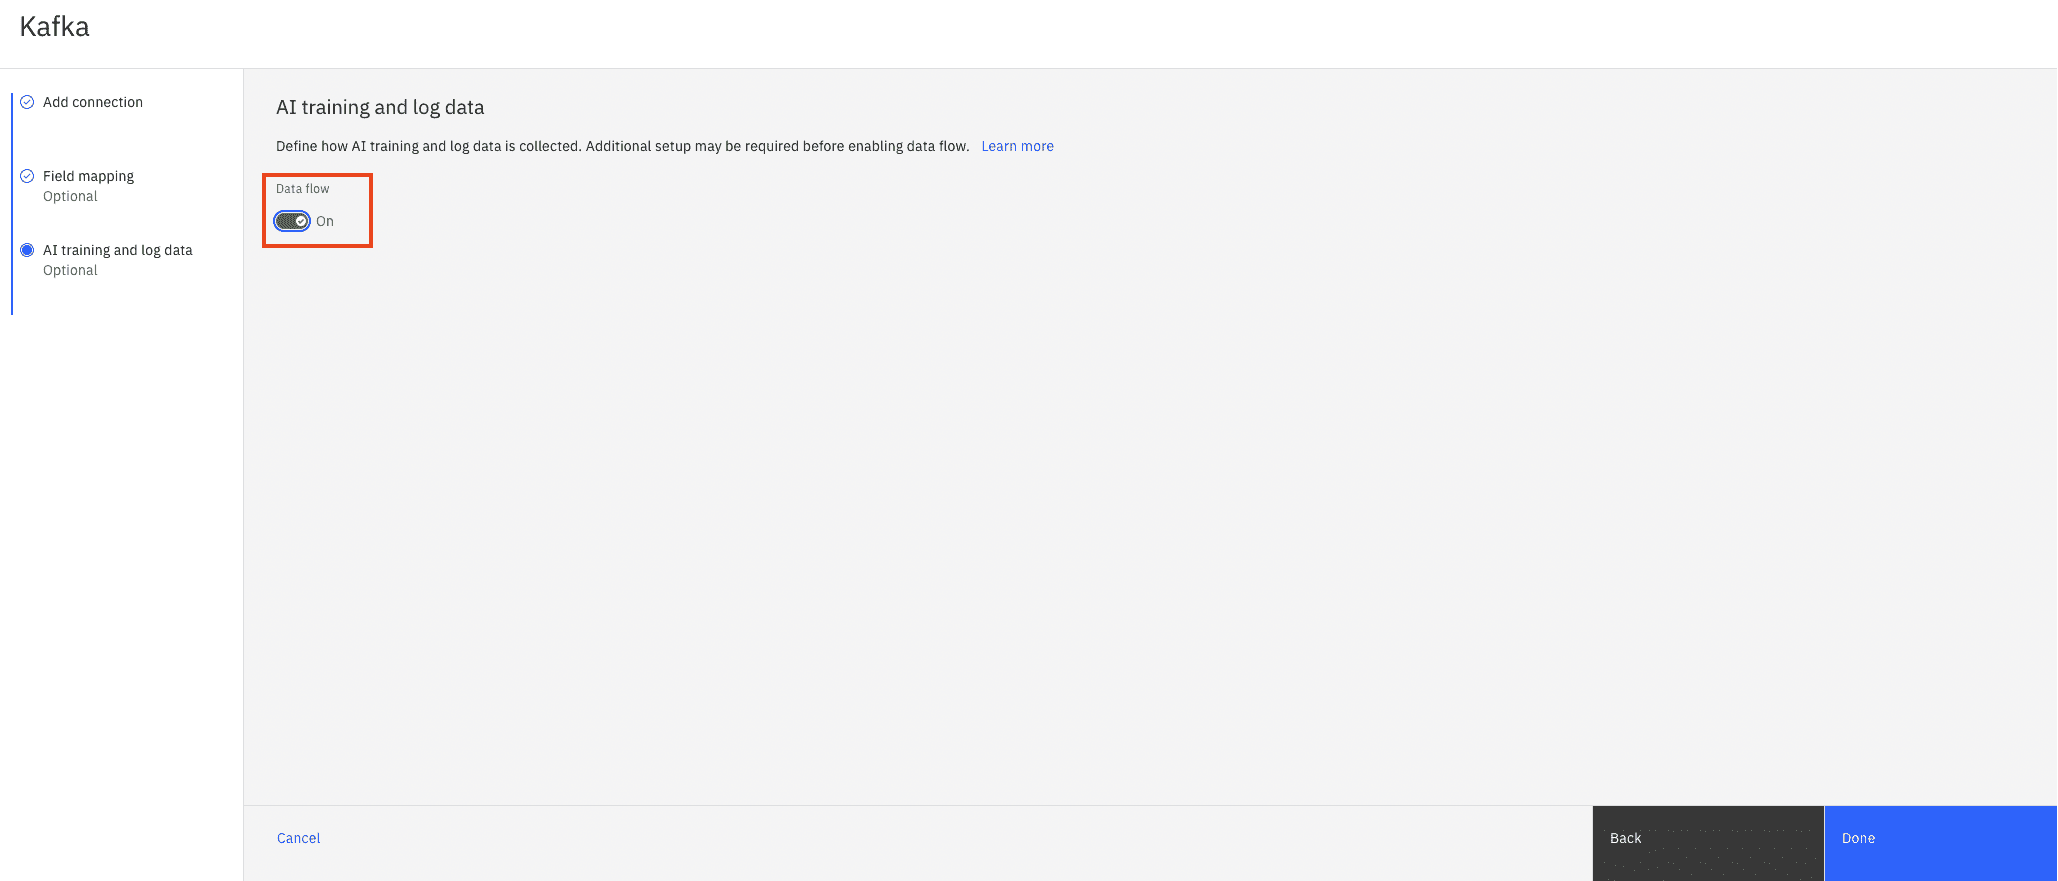 Kafka
Add connection
Field mapping
Optional
AI training and log data
Optional
AI training and log data
Define how AI training and log data is collected. Additional setup may be required before enabling data flow. Learn more
Data flow
On
Cancel
Back
Done